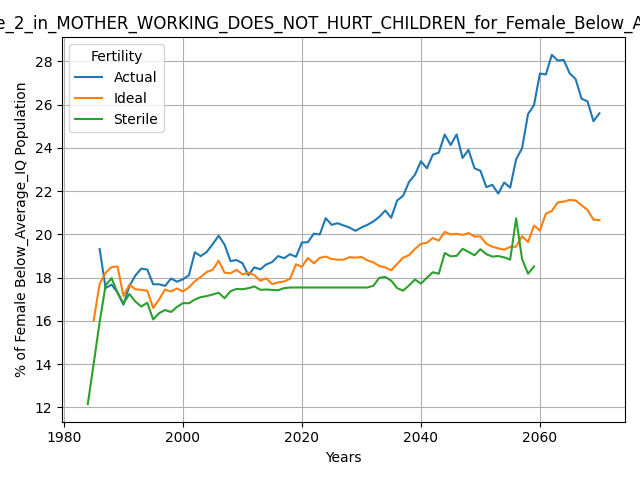 e_2_in_MOTHER_WORKING_DOES_NOT_HURT_CHILDREN_for_Female_Below_A
Fertility
Actual
Ideal
Sterile
% of Female Below_Average_IQ Population
28
26
24
22
20
18
16
14
12
1980
2000
2020
2040
2060
Years